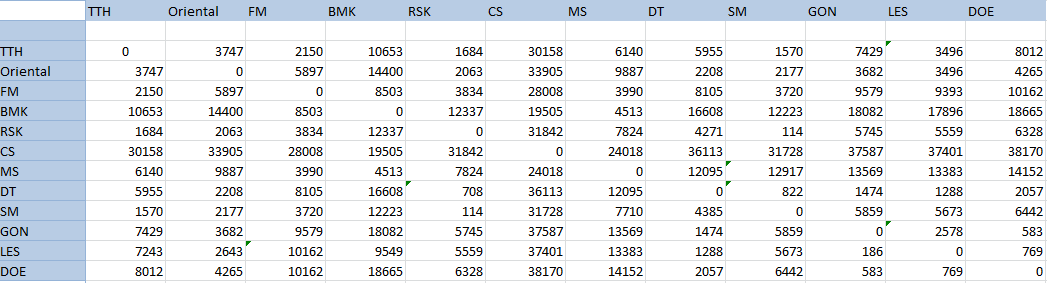 TTH Oriental FM BMK RSK CS MS DT SM GON LES DOE
TTH 0 3747 2150 10653 1684 30158 6140 5955 1570 7429 3496 8012
Oriental 3747 0 5897 14400 2063 33905 9887 2208 2177 3682 3496 4265
FM 2150 5897 0 8503 3834 28008 3990 8105 3720 9579 9393 10162
BMK 10653 14400 8503 0 12337 19505 4513 16608 12223 18082 17896 18665
RSK 1684 2063 3834 12337 0 31842 7824 4271 114 5745 5559 6328
CS 30158 33905 28008 19505 31842 0 24018 36113 31728 37587 37401 38170
MS 6140 9887 3990 4513 7824 24018 0 12095 12917 13569 13383 14152
DT 5955 2208 8105 16608 708 36113 12095 0 822 1474 1288 2057
SM 1570 2177 3720 12223 114 31728 7710 4385 0 5859 5673 6442
GON 7429 3682 9579 18082 5745 37587 13569 1474 5859 0 2578 583
LES 7243 2643 10162 9549 5559 37401 13383 1288 5673 186 0 769
DOE 8012 4265 10162 18665 6328 38170 14152 2057 6442 583 769 0